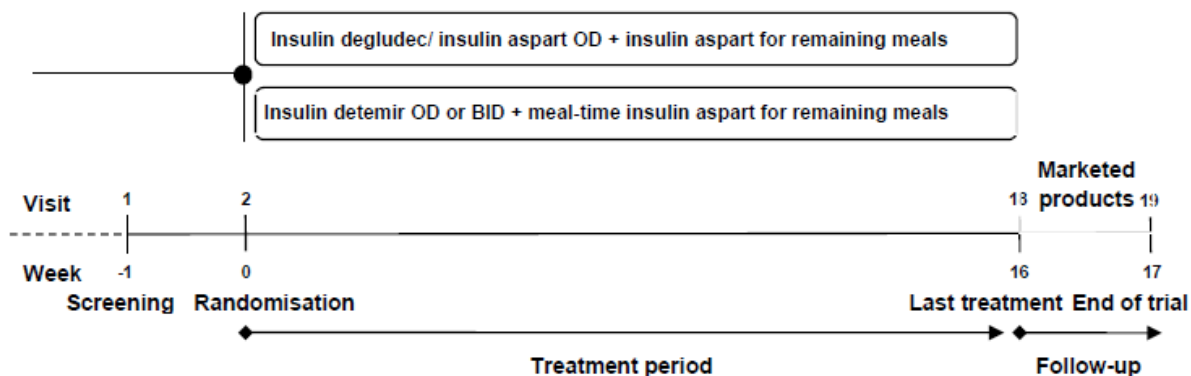 Insulin degludec/ insulin aspart OD + insulin aspart for remaining meals
Insulin detemir OD or BID + meal-time insulin aspart for remaining meals
Marketed
Visit 1 2 18 products 19
Week -1 0 16 17
Screening Randomisation Last treatment End of trial
Treatment period Follow-up